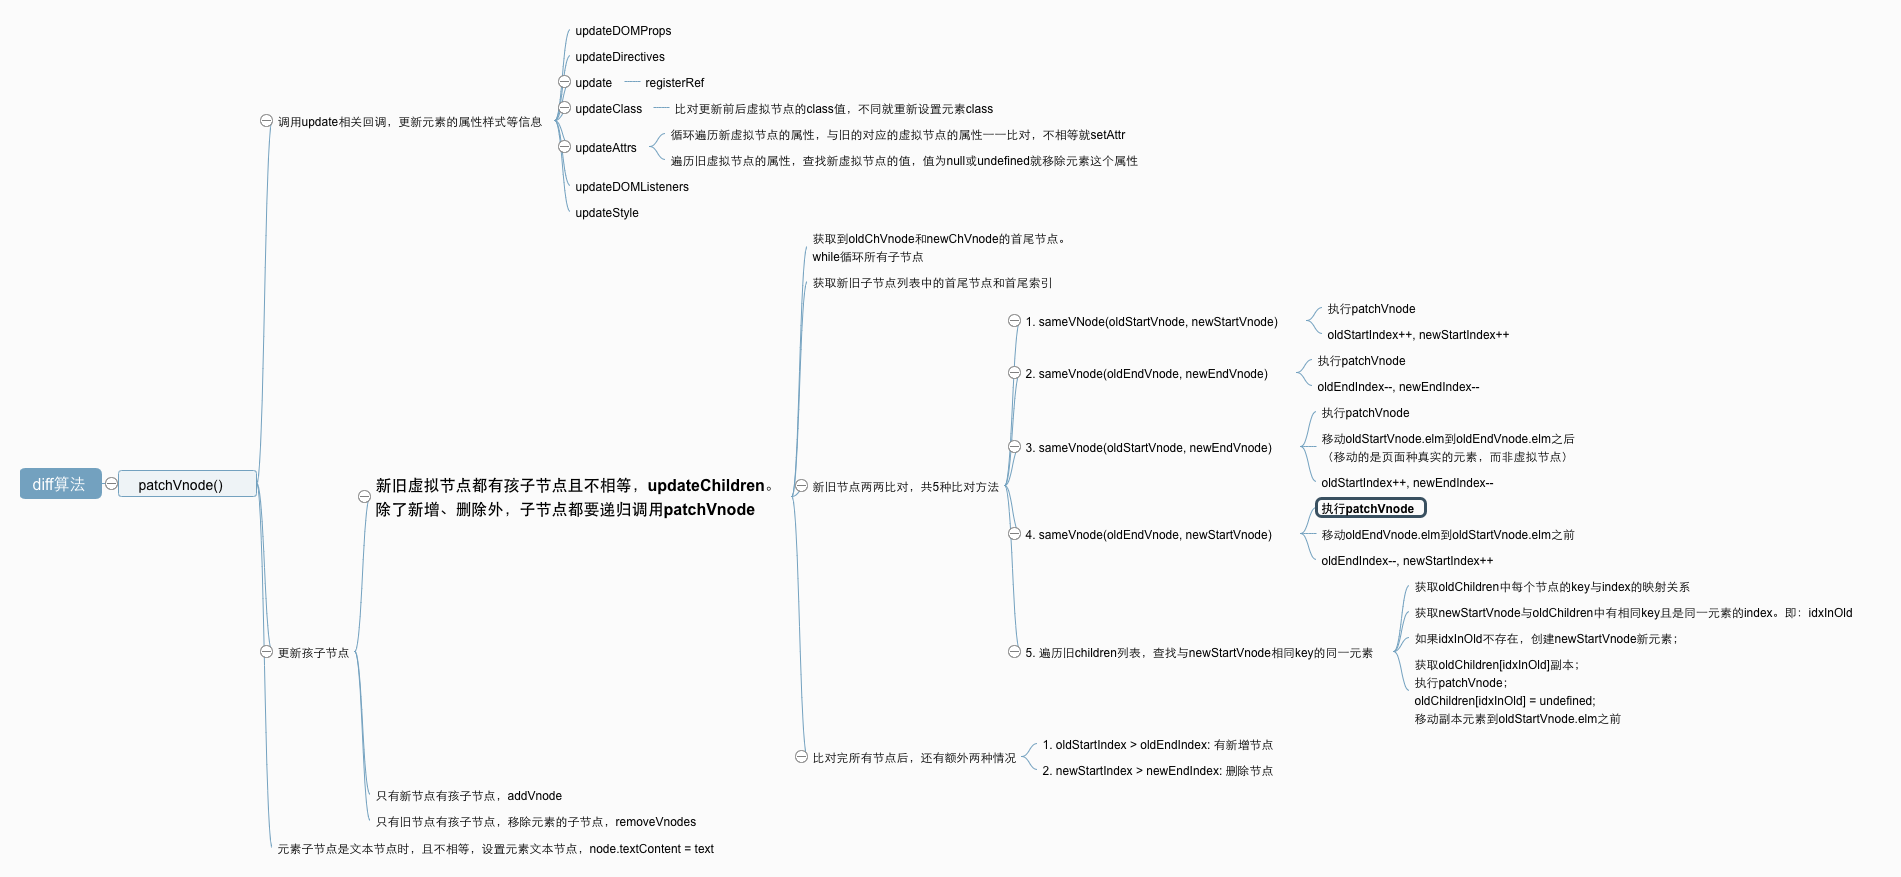 diff算法
patchVnode()
调用update相关回调，更新元素的属性样式等信息
updateDOMProps
updateDirectives
update
registerRef
updateClass
比对更新前后虚拟节点的class值，不同就重新设置元素class
updateAttrs
循环遍历新虚拟节点的属性，与旧的对应的虚拟节点的属性一一比对，不相等就setAttr
遍历旧虚拟节点的属性，查找新虚拟节点的值，值为null或undefined就移除元素这个属性
updateDOMListeners
updateStyle
更新孩子节点
新旧虚拟节点都有孩子节点且不相等，updateChildren。
除了新增、删除外，子节点都要递归调用patchVnode
获取到oldChVnode和newChVnode的首尾节点。
while循环所有子节点
获取新旧子节点列表中的首尾节点和首尾索引
新旧节点两两比对，共5种比对方法
1. sameVNode(oldStartVnode, newStartVnode)
执行patchVnode
oldStartIndex++, newStartIndex++
2. sameVnode(oldEndVnode, newEndVnode)
执行patchVnode
oldEndIndex--, newEndIndex--
3. sameVnode(oldStartVnode, newEndVnode)
执行patchVnode
移动oldStartVnode.elm到oldEndVnode.elm之后
（移动的是页面种真实的元素，而非虚拟节点）
oldStartIndex++, newEndIndex--
4. sameVnode(oldEndVnode, newStartVnode)
执行patchVnode
移动oldEndVnode.elm到oldStartVnode.elm之前
oldEndIndex--, newStartIndex++
5. 遍历旧children列表，查找与newStartVnode相同key的同一元素
获取oldChildren中每个节点的key与index的映射关系
获取newStartVnode与oldChildren中有相同key且是同一元素的index。即：idxInOld
如果idxInOld不存在，创建newStartVnode新元素；
获取oldChildren[idxInOld]副本；
执行patchVnode；
oldChildren[idxInOld] = undefined;
移动副本元素到oldStartVnode.elm之前
比对完所有节点后，还有额外两种情况
1. oldStartIndex > oldEndIndex: 有新增节点
2. newStartIndex > newEndIndex: 删除节点
只有新节点有孩子节点，addVnode
只有旧节点有孩子节点，移除元素的子节点，removeVnodes
元素子节点是文本节点时，且不相等，设置元素文本节点，node.textContent = text